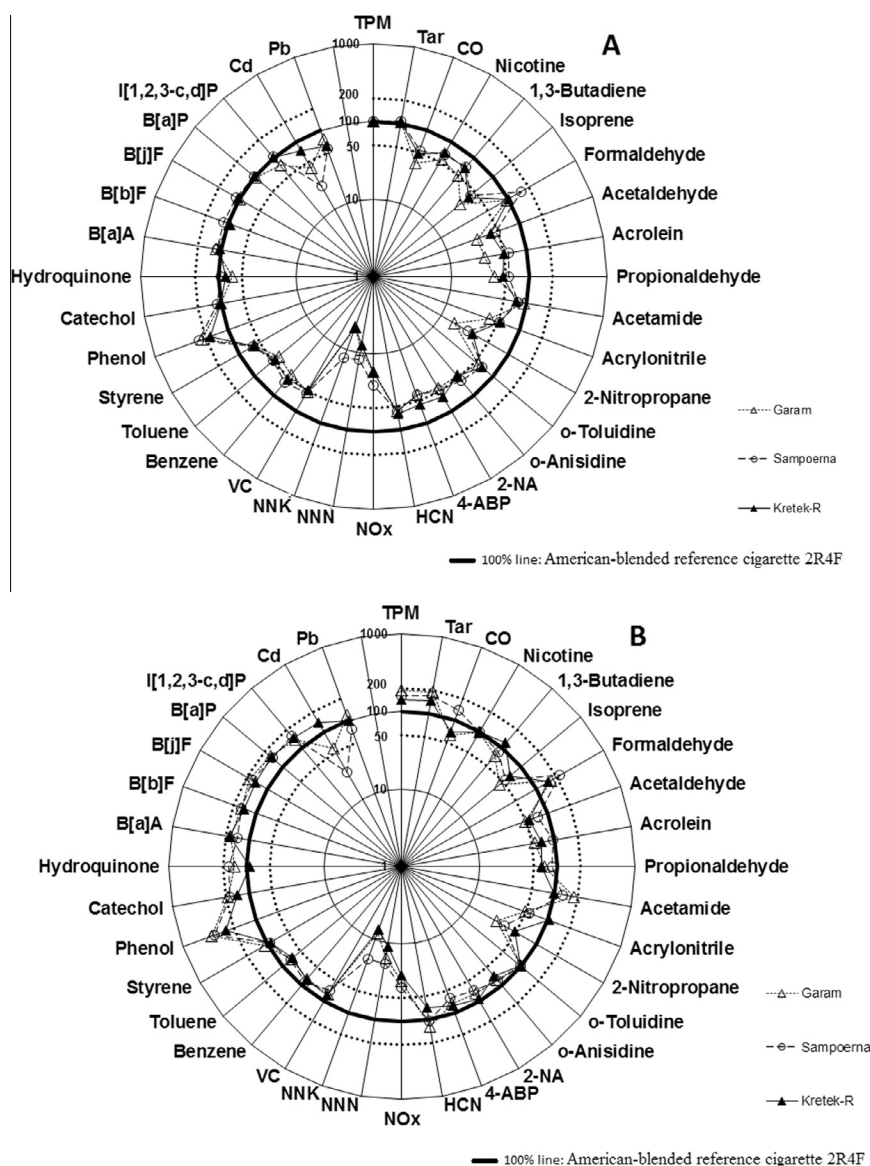 A
TPM
Tar
CO
Nicotine
1,3-Butadiene
Isoprene
Formaldehyde
Acetaldehyde
Acrolein
Propionaldehyde
Acetamide
Acrylonitrile
2-Nitropropane
o-Toluidine
o-Anisidine
2-NA
4-ABP
HCN
NOx
NNN
NNK
VC
Benzene
Toluene
Styrene
Phenol
Catechol
Hydroquinone
B[a]A
B[b]F
B[j]F
B[a]P
I[1,2,3-c,d]P
Cd
Pb
1000
200
100
50
10
1
Garam
Sampoerna
Kretek-R
100% line: American-blended reference cigarette 2R4F
B
TPM
Tar
CO
Nicotine
1,3-Butadiene
Isoprene
Formaldehyde
Acetaldehyde
Acrolein
Propionaldehyde
Acetamide
Acrylonitrile
2-Nitropropane
o-Toluidine
o-Anisidine
2-NA
4-ABP
HCN
NOx
NNN
NNK
VC
Benzene
Toluene
Styrene
Phenol
Catechol
Hydroquinone
B[a]A
B[b]F
B[j]F
B[a]P
I[1,2,3-c,d]P
Cd
Pb
1000
200
100
50
10
1
Garam
Sampoerna
Kretek-R
100% line: American-blended reference cigarette 2R4F